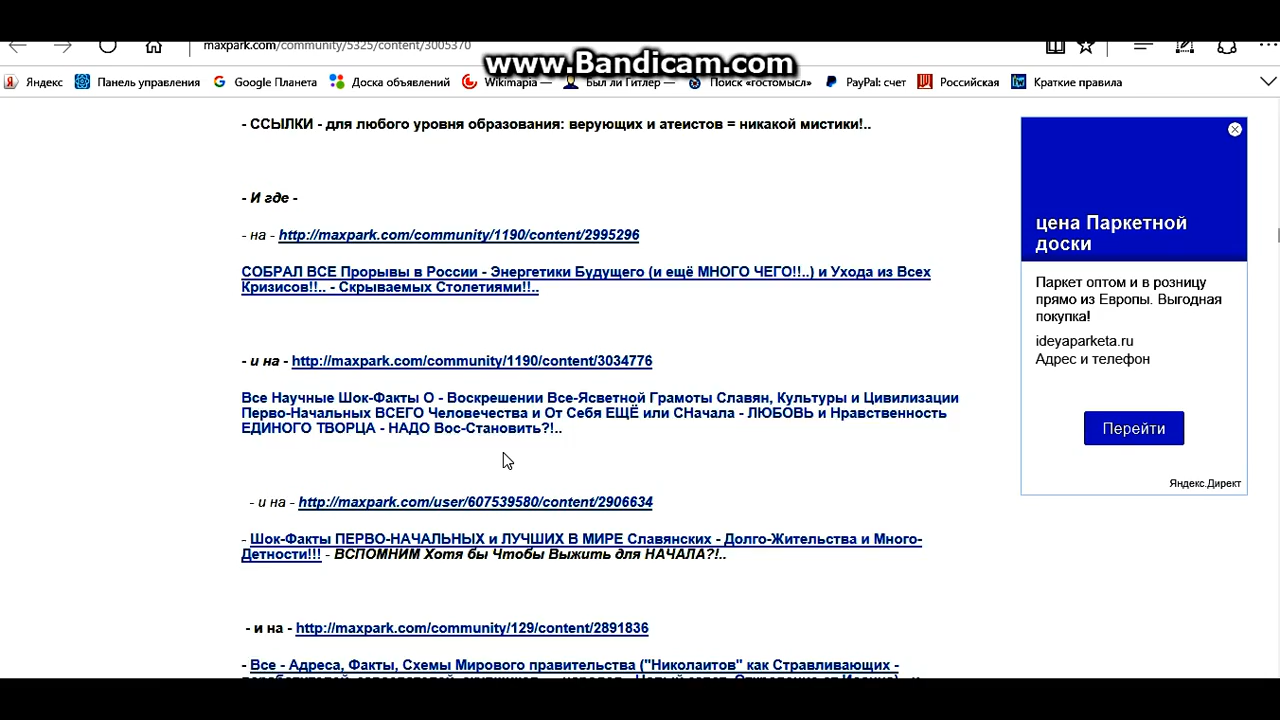 maxpark.com/community/5325/content/3005370
www.Bandicam.com
Яндекс Панель управления Google Планета Доска объявлений Wikimapia — Был ли Гитлер — Поиск «гостомысл» PayPal: счет Российская Краткие правила
- ССЫЛКИ - для любого уровня образования: верующих и атеистов = никакой мистики!..
- И где -
- на - http://maxpark.com/community/1190/content/2995296
СОБРАЛ ВСЕ Прорывы в России - Энергетики Будущего (и ещё МНОГО ЧЕГО!!..) и Ухода из Всех
Кризисов!!.. - Скрываемых Столетиями!!..
- и на - http://maxpark.com/community/1190/content/3034776
Все Научные Шок-Факты О - Воскрешении Все-Ясветной Грамоты Славян, Культуры и Цивилизации
Перво-Начальных ВСЕГО Человечества и От Себя ЕЩЁ или СНачала - ЛЮБОВЬ и Нравственность
ЕДИНОГО ТВОРЦА - НАДО Вос-Становить?!..
- и на - http://maxpark.com/user/607539580/content/2906634
- Шок-Факты ПЕРВО-НАЧАЛЬНЫХ и ЛУЧШИХ В МИРЕ Славянских - Долго-Жительства и Много-
Детности!!! - ВСПОМНИМ Хотя бы Чтобы Выжить для НАЧАЛА?!..
- и на - http://maxpark.com/community/129/content/2891836
- Все - Адреса, Факты, Схемы Мирового правительства ("Николаитов" как Стравливающих -
цена Паркетной
доски
Паркет оптом и в розницу
прямо из Европы. Выгодная
покупка!
ideyaparketa.ru
Адрес и телефон
Перейти
Яндекс.Директ